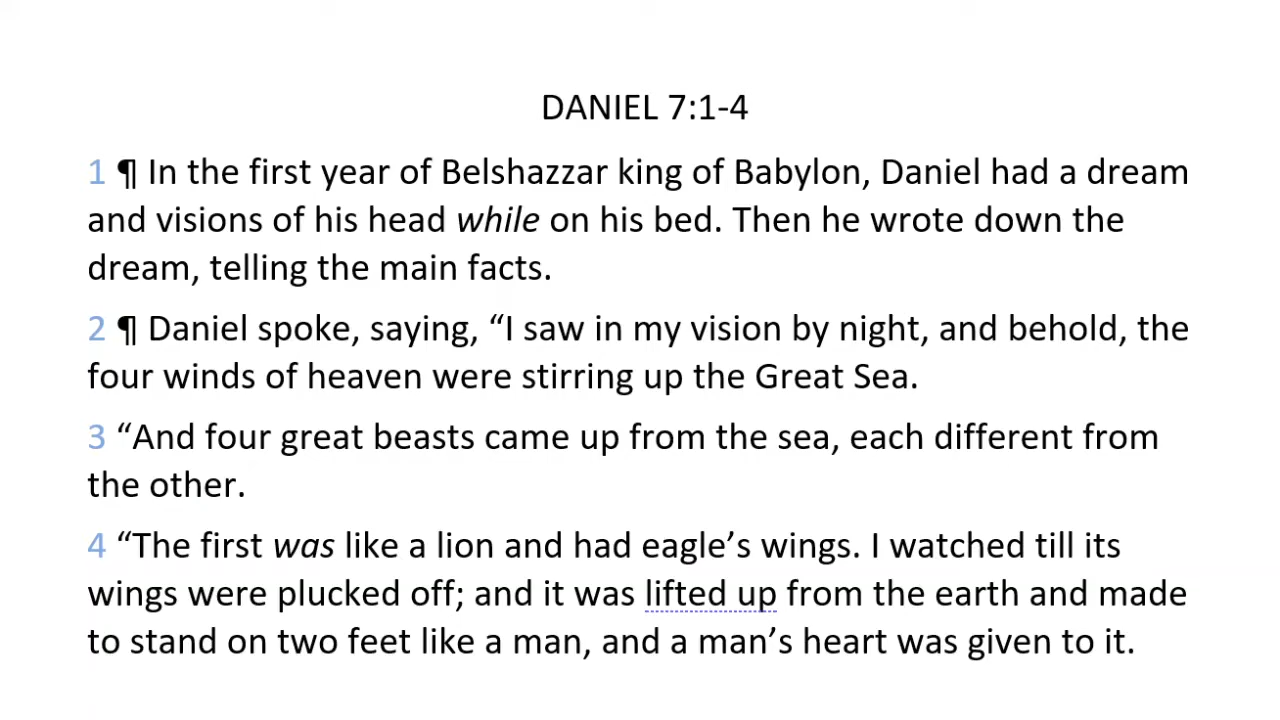 DANIEL 7:1-4
1 ¶ In the first year of Belshazzar king of Babylon, Daniel had a dream
and visions of his head while on his bed. Then he wrote down the
dream, telling the main facts.
2 ¶ Daniel spoke, saying, “I saw in my vision by night, and behold, the
four winds of heaven were stirring up the Great Sea.
3 “And four great beasts came up from the sea, each different from
the other.
4 “The first was like a lion and had eagle’s wings. I watched till its
wings were plucked off; and it was lifted up from the earth and made
to stand on two feet like a man, and a man’s heart was given to it.